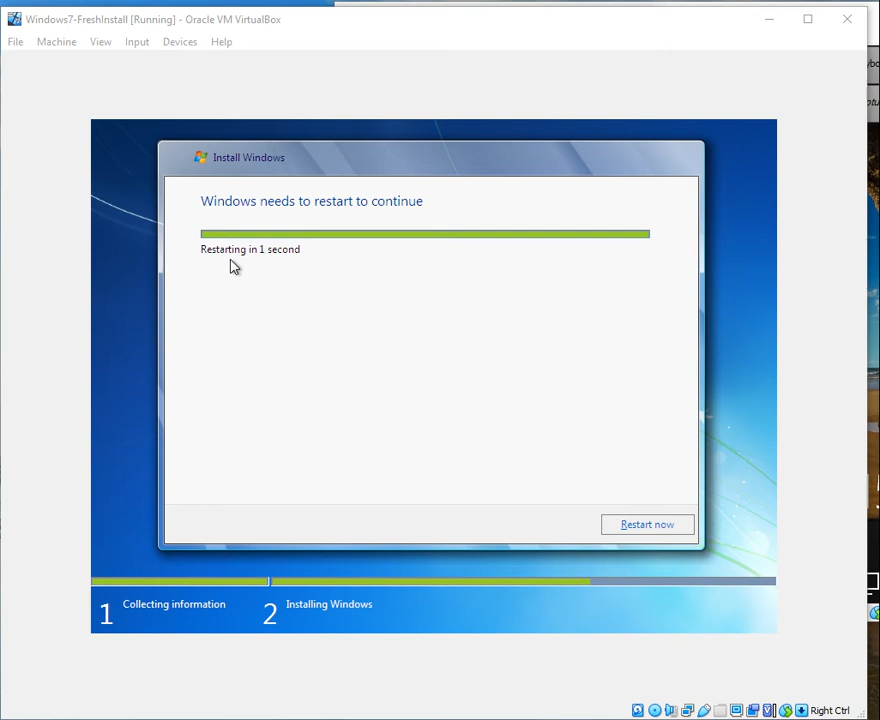 Windows7-FreshInstall [Running] - Oracle VM VirtualBox
File Machine View Input Devices Help
Install Windows
Windows needs to restart to continue
Restarting in 1 second
Restart now
1 Collecting information 2 Installing Windows
Right Ctrl